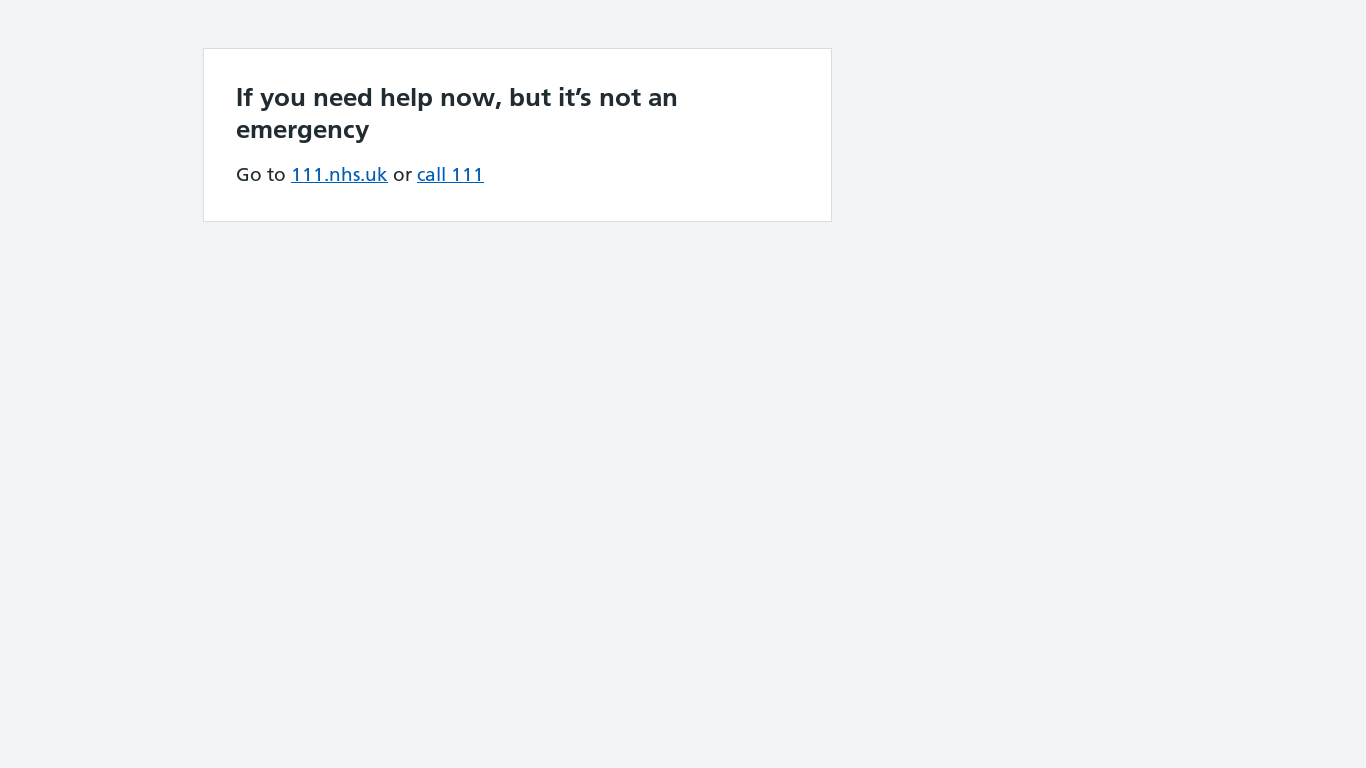 If you need help now, but it’s not an
emergency
Go to 111.nhs.uk or call 111